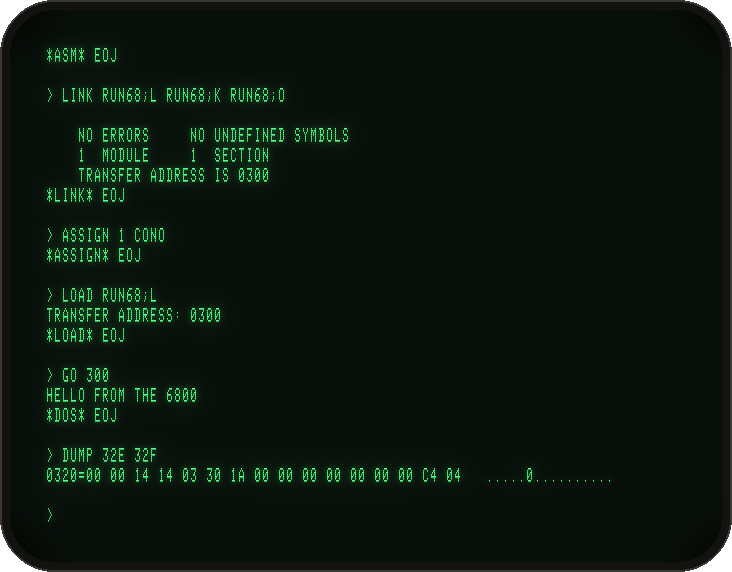 *ASM* EOJ
> LINK RUN68;L RUN68;K RUN68;O
NO ERRORS     NO UNDEFINED SYMBOLS
1  MODULE     1  SECTION
TRANSFER ADDRESS IS 0300
*LINK* EOJ
> ASSIGN 1 CONO
*ASSIGN* EOJ
> LOAD RUN68;L
TRANSFER ADDRESS: 0300
*LOAD* EOJ
> GO 300
HELLO FROM THE 6800
*DOS* EOJ
> DUMP 32E 32F
0320=00 00 14 14 03 30 1A 00 00 00 00 00 00 00 C4 04   .....0..........
>